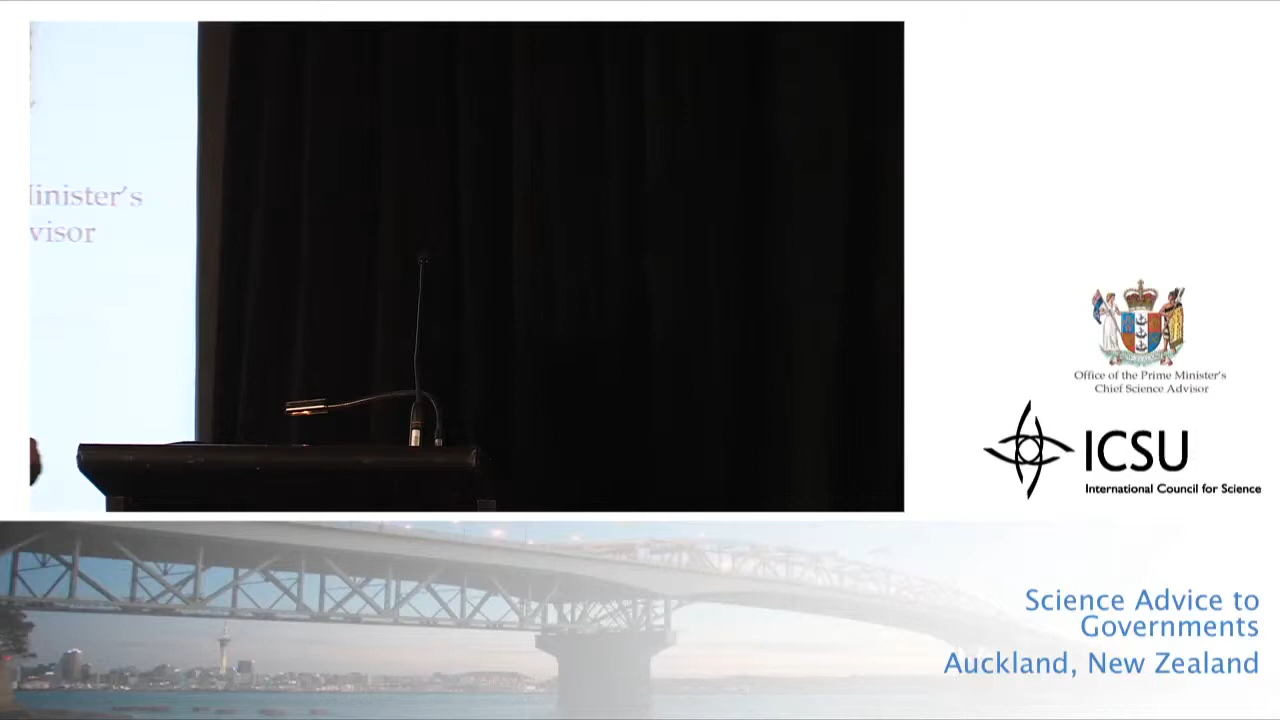 inister's
visor
Office of the Prime Minister's
Chief Science Advisor
ICSU
International Council for Science
Science Advice to
Governments
Auckland, New Zealand